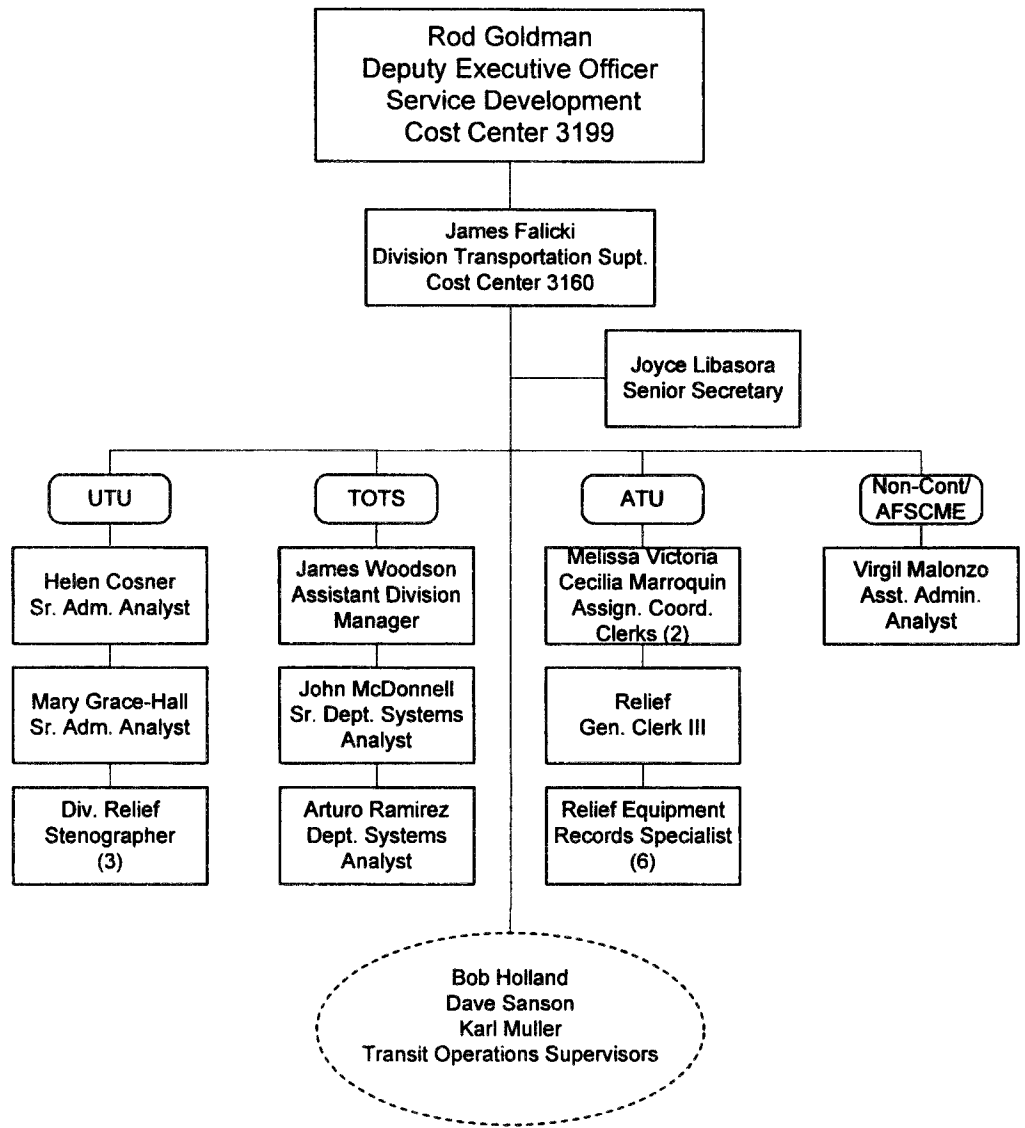 Rod Goldman
Deputy Executive Officer
Service Development
Cost Center 3199
James Falicki
Division Transportation Supt.
Cost Center 3160
Joyce Libasora
Senior Secretary
UTU
Helen Cosner
Sr. Adm. Analyst
Mary Grace-Hall
Sr. Adm. Analyst
Div. Relief
Stenographer
(3)
TOTS
James Woodson
Assistant Division
Manager
John McDonnell
Sr. Dept. Systems
Analyst
Arturo Ramirez
Dept. Systems
Analyst
ATU
Melissa Victoria
Cecilia Marroquin
Assign. Coord.
Clerks (2)
Relief
Gen. Clerk III
Relief Equipment
Records Specialist
(6)
Non-Cont/
AFSCME
Virgil Malonzo
Asst. Admin.
Analyst
Bob Holland
Dave Sanson
Karl Muller
Transit Operations Supervisors